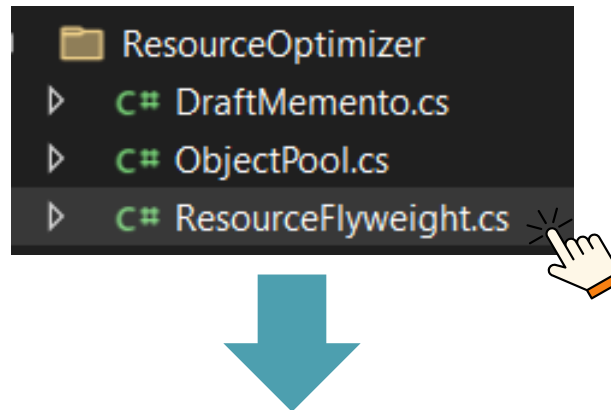 ResourceOptimizer
C# DraftMemento.cs
C# ObjectPool.cs
C# ResourceFlyweight.cs